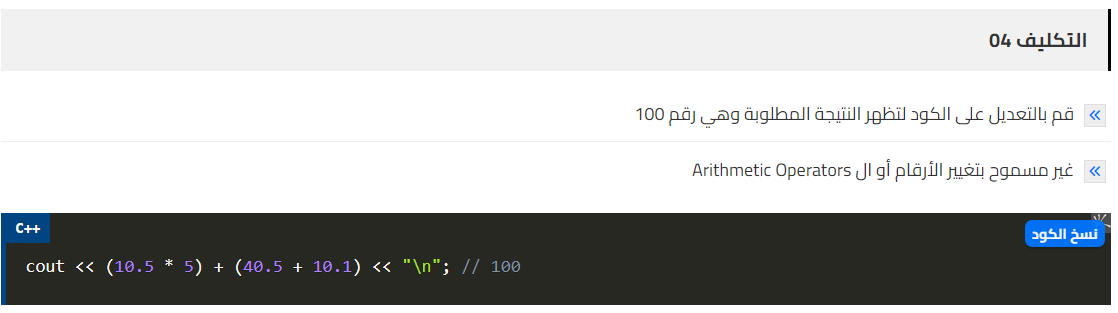 التكليف 04
قم بالتعديل على الكود لتظهر النتيجة المطلوبة وهي رقم 100
غير مسموح بتغيير الأرقام أو ال Arithmetic Operators
C++
نسخ الكود
cout << (10.5 * 5) + (40.5 + 10.1) << "\n"; // 100